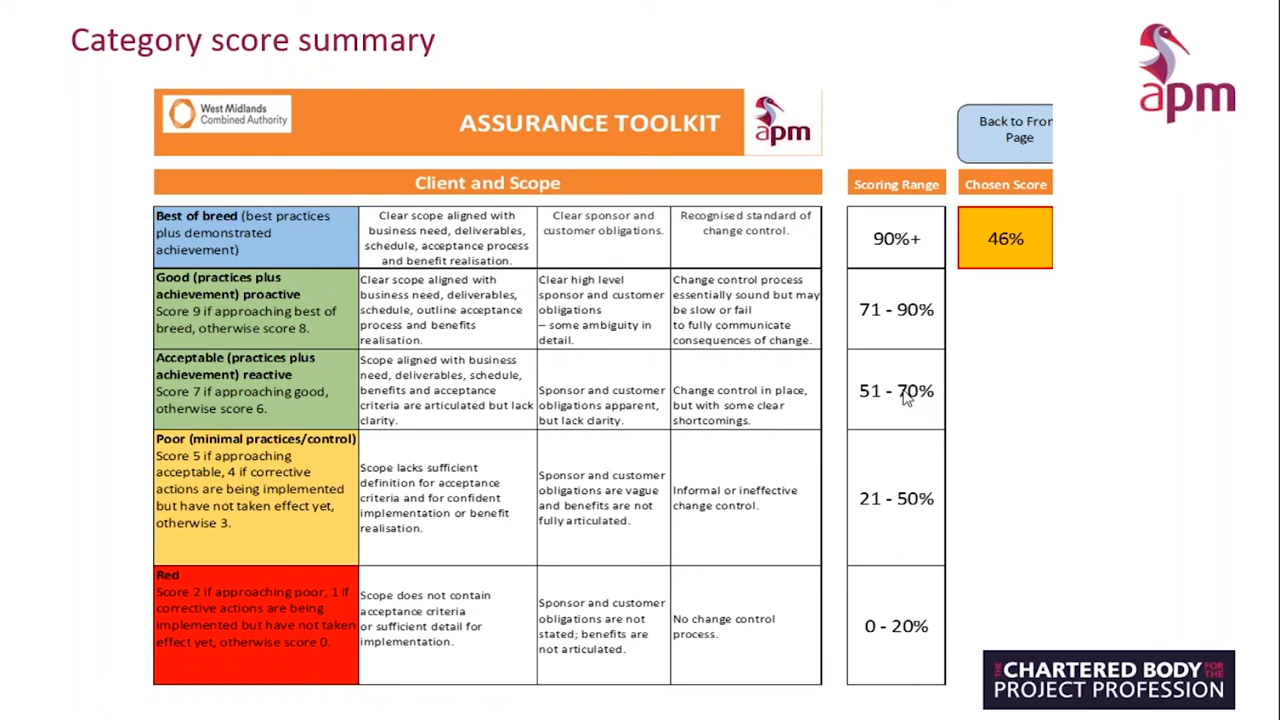 Category score summary
apm
West Midlands
Combined Authority
ASSURANCE TOOLKIT
apm
Back to Fron
Page
Client and Scope
Scoring Range
Chosen Score
Best of breed (best practices
plus demonstrated
achievement)
Clear scope aligned with
business need, deliverables,
schedule, acceptance process
and benefit realisation.
Clear sponsor and
customer obligations.
Recognised standard of
change control.
90%+
46%
Good (practices plus
achievement) proactive
Score 9 if approaching best of
breed, otherwise score 8.
Clear scope aligned with
business need, deliverables,
schedule, outline acceptance
process and benefits
realisation.
Clear high level
sponsor and customer
obligations
– some ambiguity in
detail.
Change control process
essentially sound but may
be slow or fail
to fully communicate
consequences of change.
71 - 90%
Acceptable (practices plus
achievement) reactive
Score 7 if approaching good,
otherwise score 6.
Scope aligned with business
need, deliverables, schedule,
benefits and acceptance
criteria are articulated but lack
clarity.
Sponsor and customer
obligations apparent,
but lack clarity.
Change control in place,
but with some clear
shortcomings.
51 - 70%
Poor (minimal practices/control)
Score 5 if approaching
acceptable, 4 if corrective
actions are being implemented
but have not taken effect yet,
otherwise 3.
Scope lacks sufficient
definition for acceptance
criteria and for confident
implementation or benefit
realisation.
Sponsor and customer
obligations are vague
and benefits are not
fully articulated.
Informal or ineffective
change control.
21 - 50%
Red
Score 2 if approaching poor, 1 if
corrective actions are being
implemented but have not taken
effect yet, otherwise score 0.
Scope does not contain
acceptance criteria
or sufficient detail for
implementation.
Sponsor and customer
obligations are not
stated; benefits are
not articulated.
No change control
process.
0 - 20%
THE CHARTERED BODY FOR THE
PROJECT PROFESSION